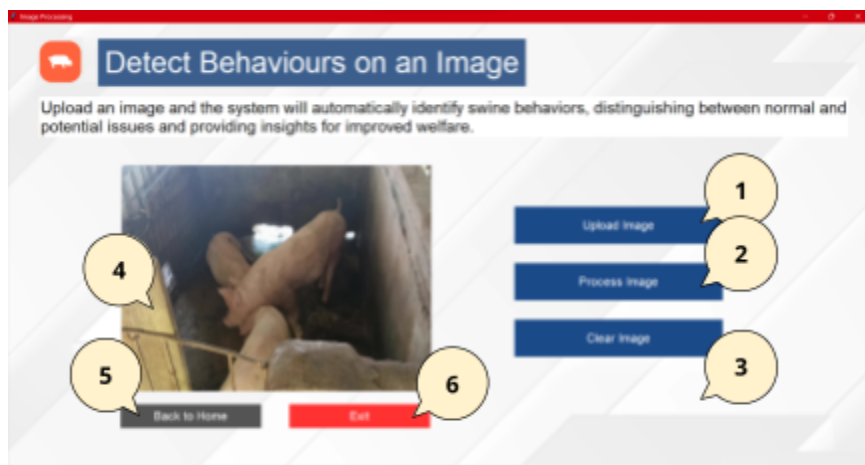 Image Processing
Detect Behaviours on an Image
Upload an image and the system will automatically identify swine behaviors, distinguishing between normal and
potential issues and providing insights for improved welfare.
1
Upload Image
2
Process Image
4
Clear Image
3
5
6
Back to Home
Exit